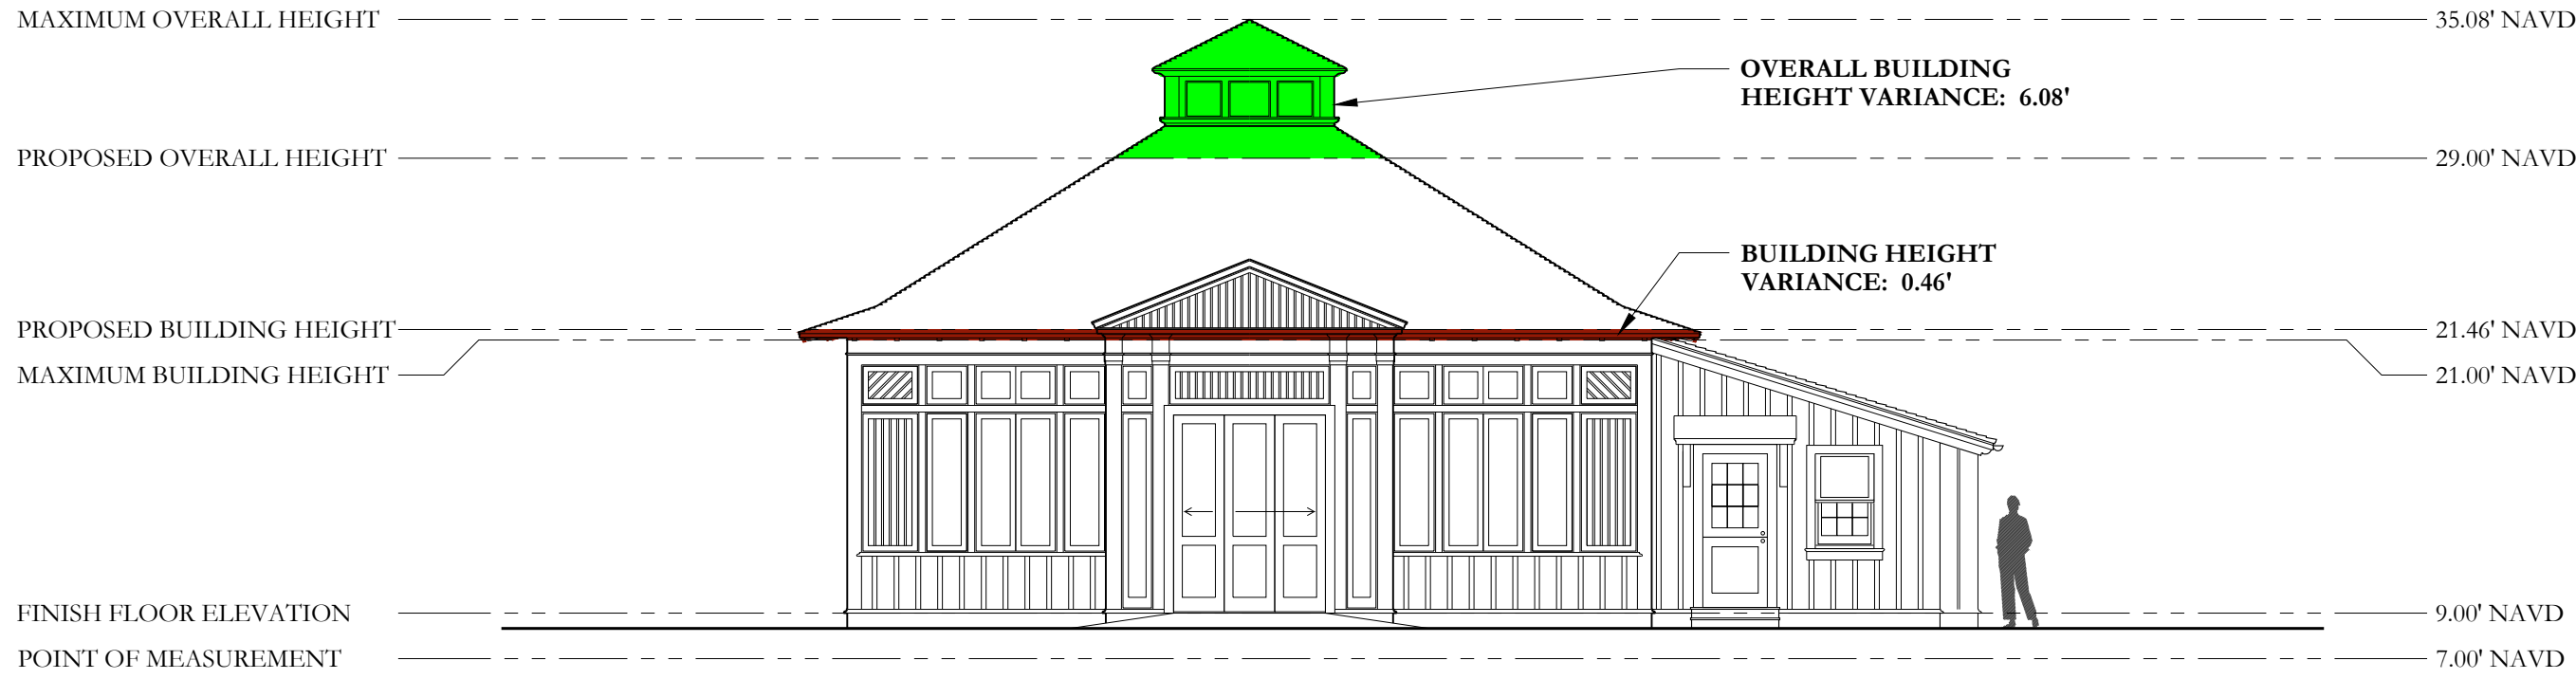 MAXIMUM OVERALL HEIGHT
35.08' NAVD
OVERALL BUILDING
HEIGHT VARIANCE: 6.08'
PROPOSED OVERALL HEIGHT
29.00' NAVD
BUILDING HEIGHT
VARIANCE: 0.46'
PROPOSED BUILDING HEIGHT
21.46' NAVD
MAXIMUM BUILDING HEIGHT
21.00' NAVD
FINISH FLOOR ELEVATION
9.00' NAVD
POINT OF MEASUREMENT
7.00' NAVD